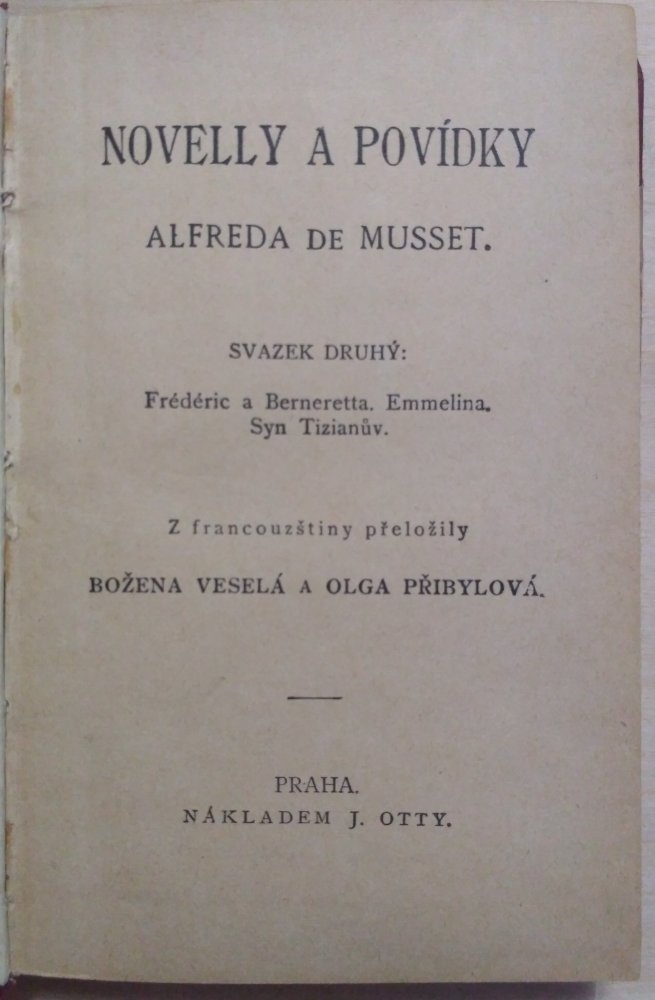 NOVELLY A POVÍDKY
ALFREDA DE MUSSET.
SVAZEK DRUHÝ:
Frédéric a Berneretta. Emmelina.
Syn Tizianův.
Z francouzštiny přeložily
BOŽENA VESELÁ A OLGA PŘIBYLOVÁ.
PRAHA.
NÁKLADEM J. OTTY.